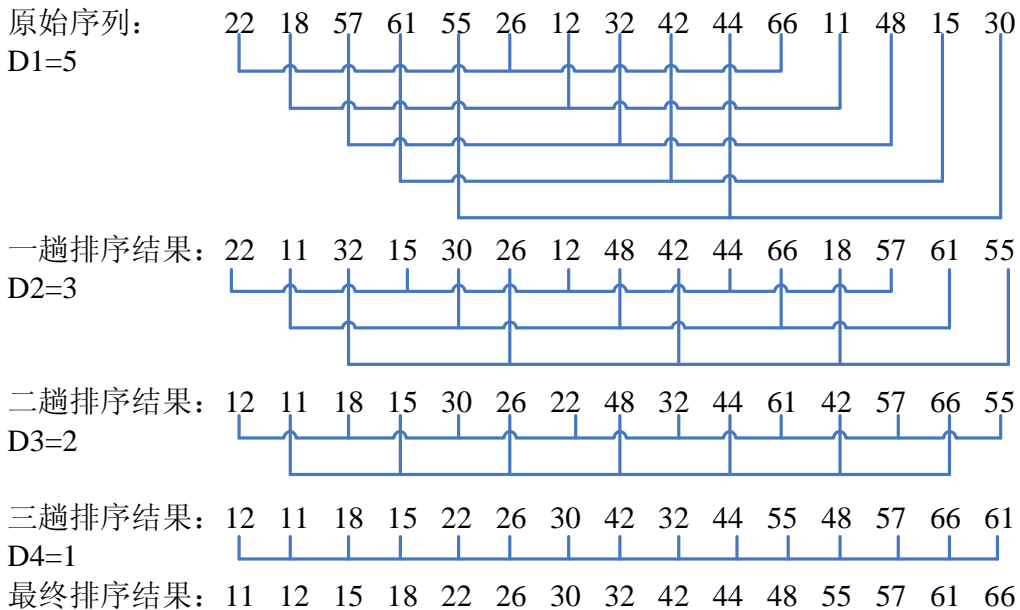 原始序列： 22 18 57 61 55 26 12 32 42 44 66 11 48 15 30
D1=5
一趟排序结果：22 11 32 15 30 26 12 48 42 44 66 18 57 61 55
D2=3
二趟排序结果：12 11 18 15 30 26 22 48 32 44 61 42 57 66 55
D3=2
三趟排序结果：12 11 18 15 22 26 30 42 32 44 55 48 57 66 61
D4=1
最终排序结果：11 12 15 18 22 26 30 32 42 44 48 55 57 61 66